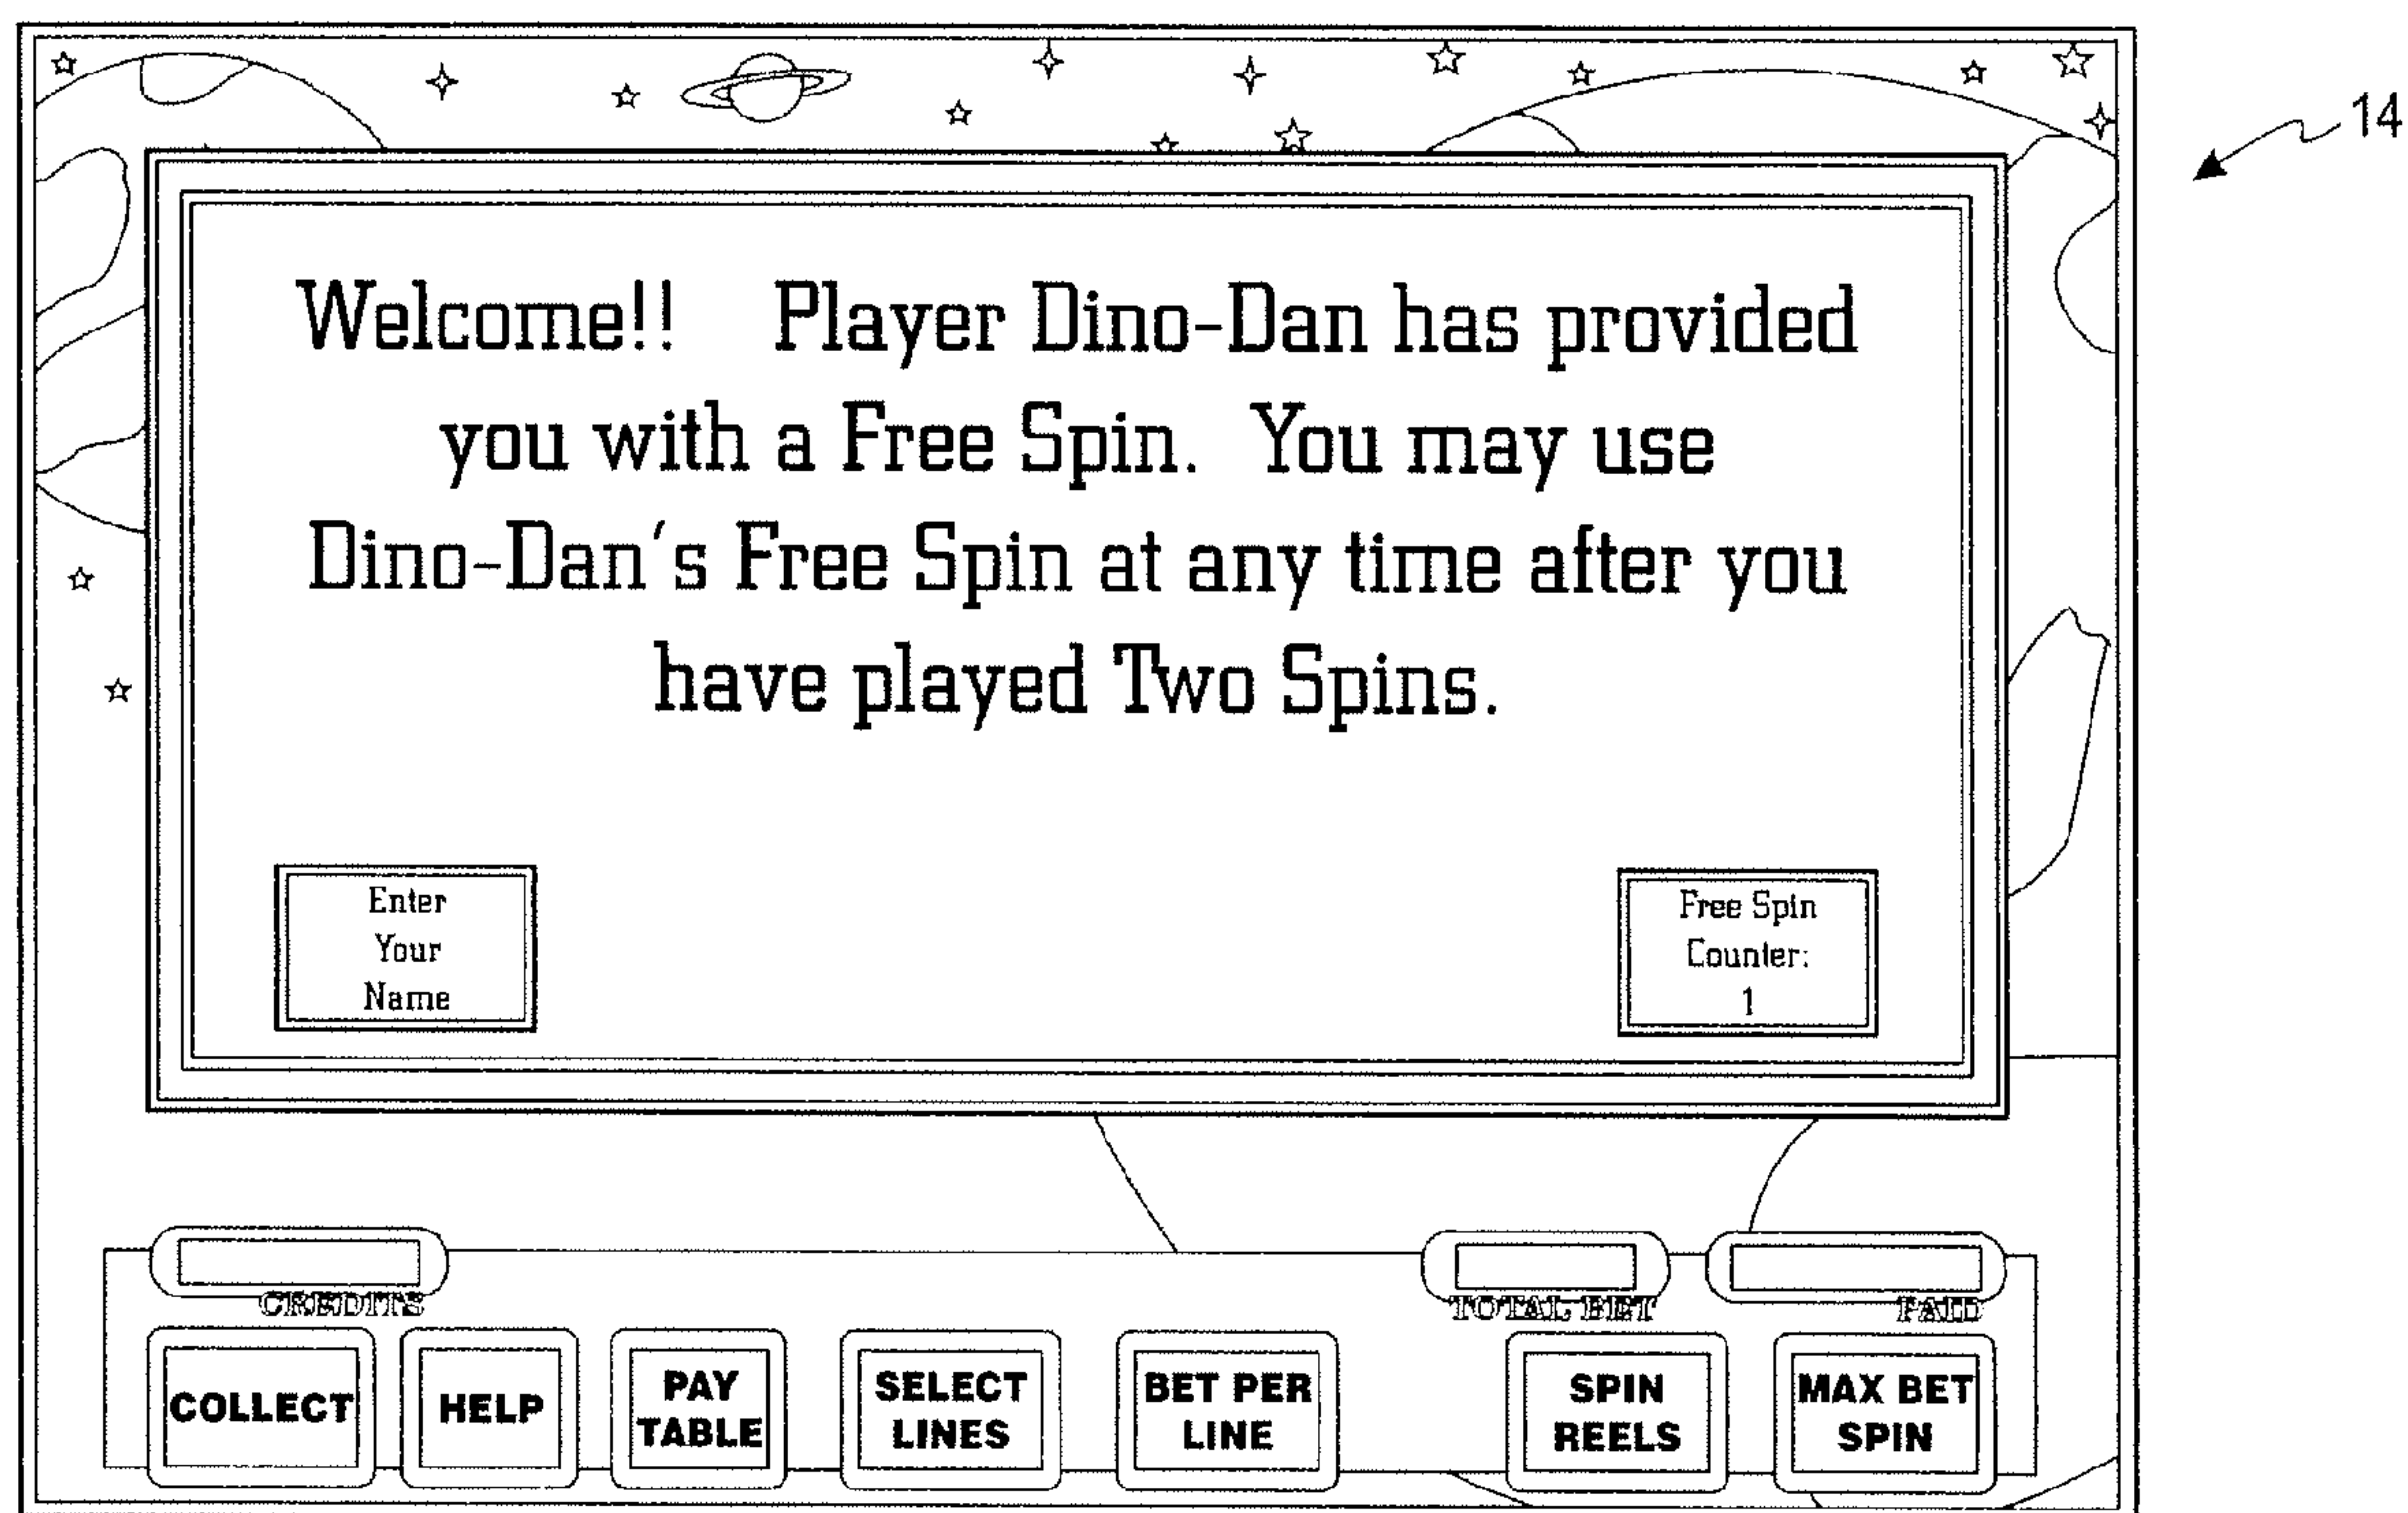 14
Welcome!! Player Dino-Dan has provided
you with a Free Spin. You may use
Dino-Dan's Free Spin at any time after you
have played Two Spins.
Enter
Your
Name
Free Spin
Counter:
1
CREDITS
TOTAL BET
PAID
COLLECT
HELP
PAY
TABLE
SELECT
LINES
BET PER
LINE
SPIN
REELS
MAX BET
SPIN